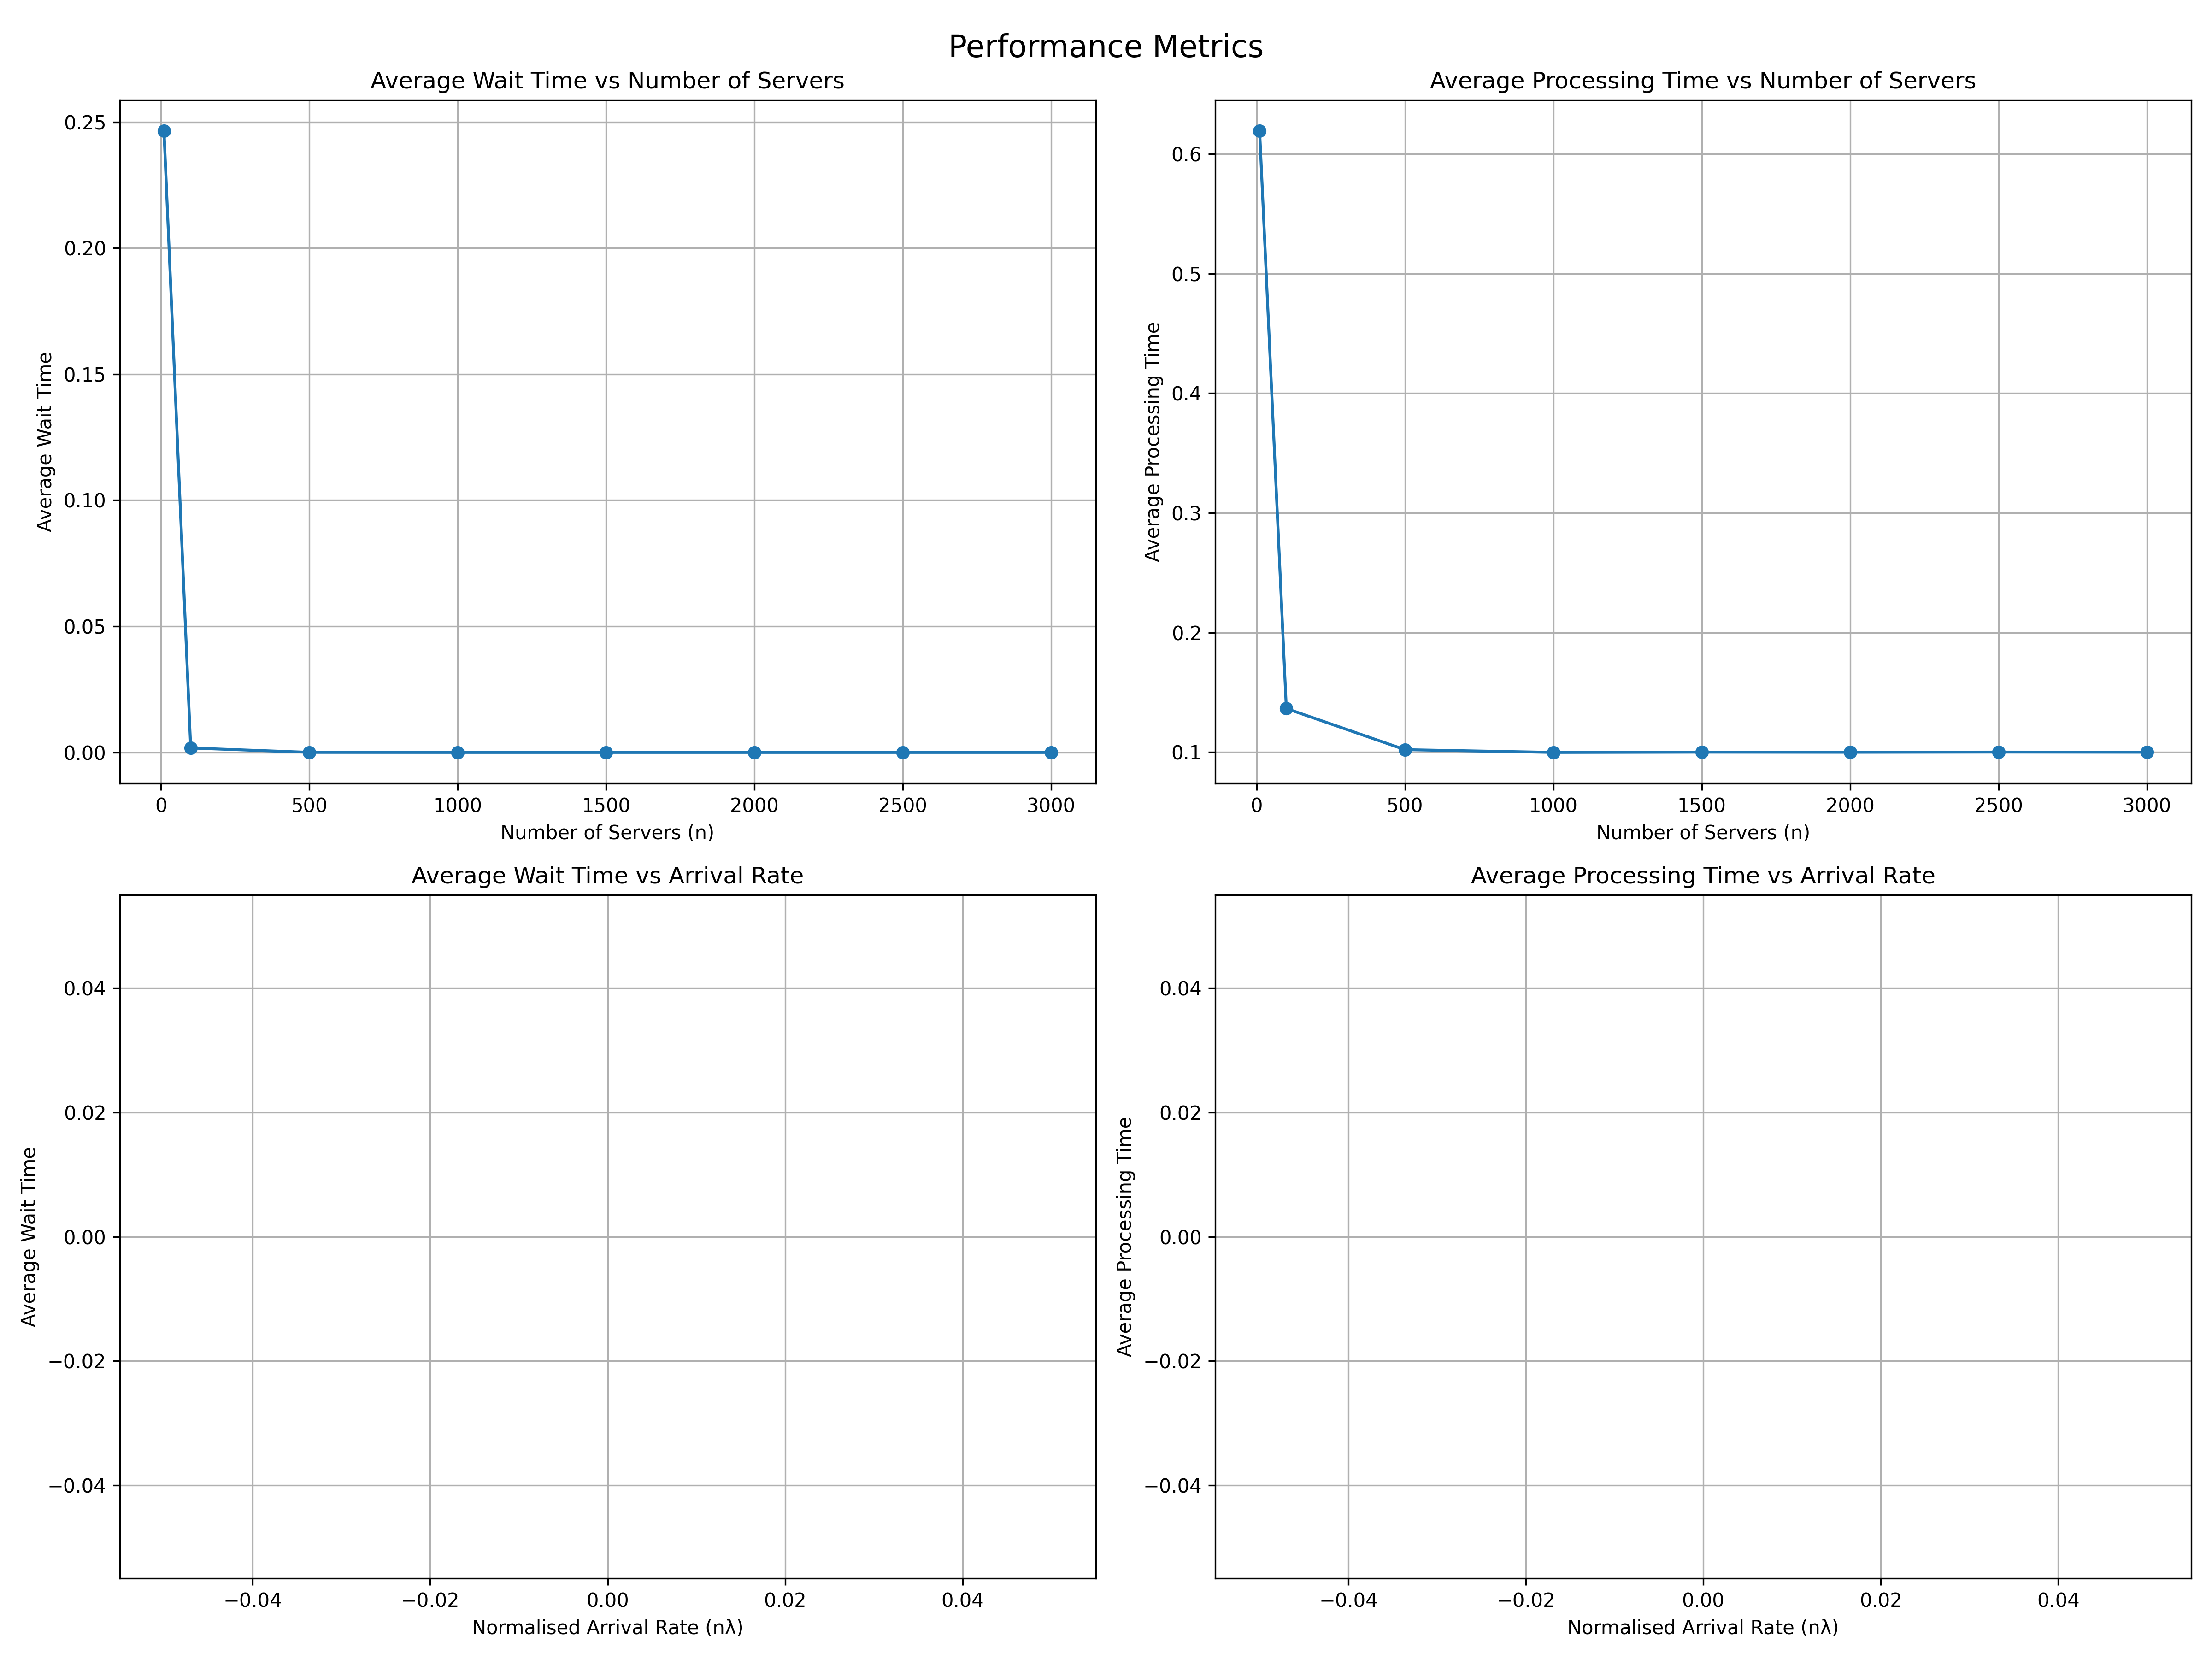 Performance Metrics
Average Wait Time vs Number of Servers
Average Wait Time
0.25
0.20
0.15
0.10
0.05
0.00
0 500 1000 1500 2000 2500 3000
Number of Servers (n)
Average Processing Time vs Number of Servers
Average Processing Time
0.6
0.5
0.4
0.3
0.2
0.1
0 500 1000 1500 2000 2500 3000
Number of Servers (n)
Average Wait Time vs Arrival Rate
Average Wait Time
0.04
0.02
0.00
−0.02
−0.04
−0.04 −0.02 0.00 0.02 0.04
Normalised Arrival Rate (nλ)
Average Processing Time vs Arrival Rate
Average Processing Time
0.04
0.02
0.00
−0.02
−0.04
−0.04 −0.02 0.00 0.02 0.04
Normalised Arrival Rate (nλ)